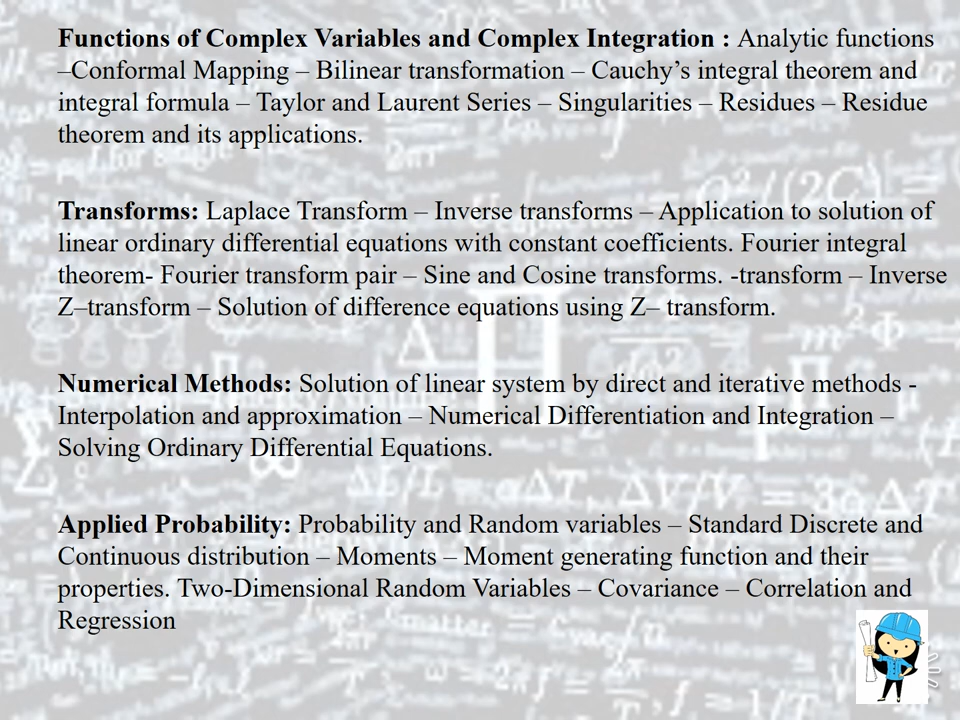 Functions of Complex Variables and Complex Integration : Analytic functions
–Conformal Mapping – Bilinear transformation – Cauchy’s integral theorem and
integral formula – Taylor and Laurent Series – Singularities – Residues – Residue
theorem and its applications.
Transforms: Laplace Transform – Inverse transforms – Application to solution of
linear ordinary differential equations with constant coefficients. Fourier integral
theorem- Fourier transform pair – Sine and Cosine transforms. -transform – Inverse
Z–transform – Solution of difference equations using Z– transform.
Numerical Methods: Solution of linear system by direct and iterative methods -
Interpolation and approximation – Numerical Differentiation and Integration –
Solving Ordinary Differential Equations.
Applied Probability: Probability and Random variables – Standard Discrete and
Continuous distribution – Moments – Moment generating function and their
properties. Two-Dimensional Random Variables – Covariance – Correlation and
Regression